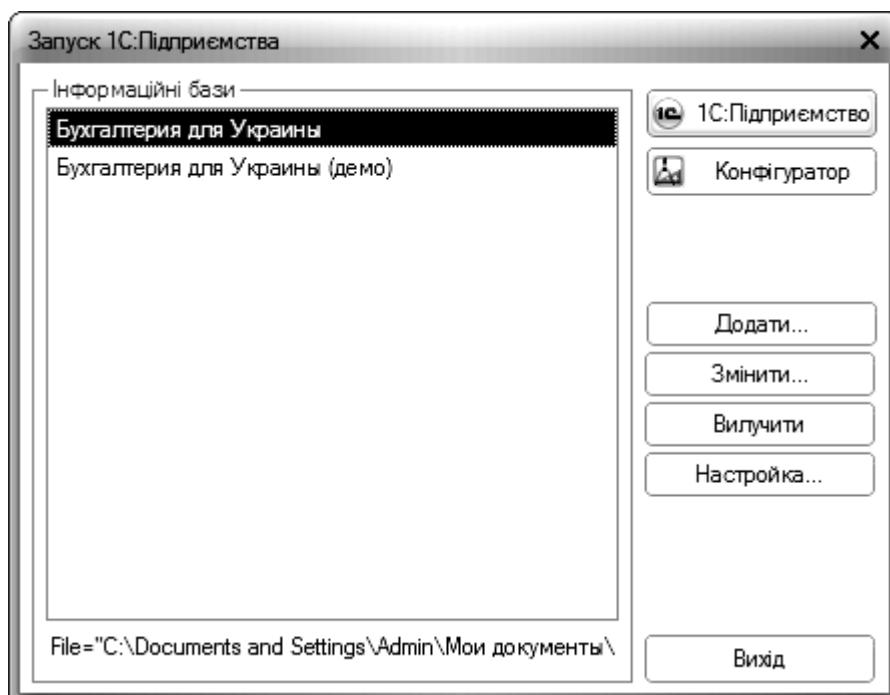 Запуск 1С:Підприємства
Інформаційні бази
Бухгалтерия для Украины
Бухгалтерия для Украины (демо)
File="C:\Documents and Settings\Admin\Мои документы\
1С:Підприємство
Конфігуратор
Додати...
Змінити...
Вилучити
Настройка...
Вихід